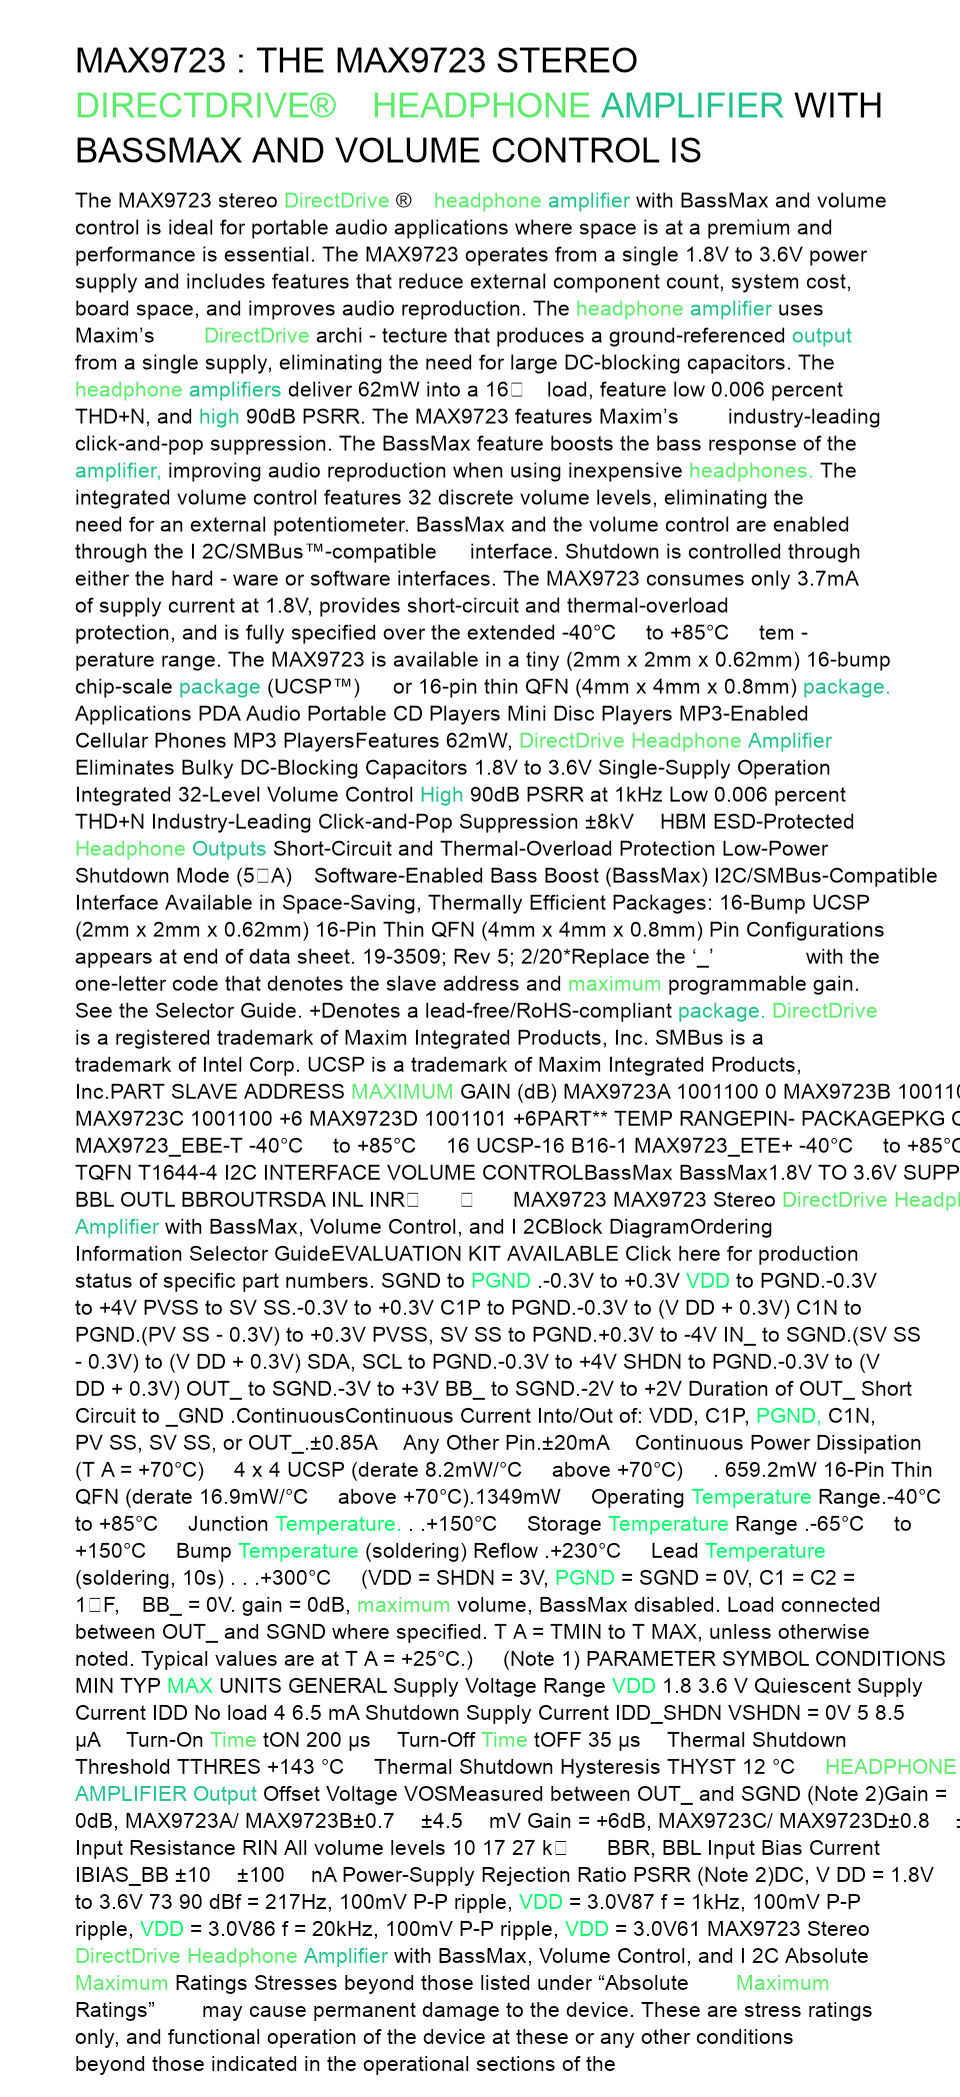 MAX9723 : THE MAX9723 STEREO
DIRECTDRIVE® HEADPHONE AMPLIFIER WITH
BASSMAX AND VOLUME CONTROL IS
The MAX9723 stereo DirectDrive ® headphone amplifier with BassMax and volume
control is ideal for portable audio applications where space is at a premium and
performance is essential. The MAX9723 operates from a single 1.8V to 3.6V power
supply and includes features that reduce external component count, system cost,
board space, and improves audio reproduction. The headphone amplifier uses
Maxim’s DirectDrive archi - tecture that produces a ground-referenced output
from a single supply, eliminating the need for large DC-blocking capacitors. The
headphone amplifiers deliver 62mW into a 16□ load, feature low 0.006 percent
THD+N, and high 90dB PSRR. The MAX9723 features Maxim’s industry-leading
click-and-pop suppression. The BassMax feature boosts the bass response of the
amplifier, improving audio reproduction when using inexpensive headphones. The
integrated volume control features 32 discrete volume levels, eliminating the
need for an external potentiometer. BassMax and the volume control are enabled
through the I 2C/SMBus™-compatible interface. Shutdown is controlled through
either the hard - ware or software interfaces. The MAX9723 consumes only 3.7mA
of supply current at 1.8V, provides short-circuit and thermal-overload
protection, and is fully specified over the extended -40°C to +85°C tem -
perature range. The MAX9723 is available in a tiny (2mm x 2mm x 0.62mm) 16-bump
chip-scale package (UCSP™) or 16-pin thin QFN (4mm x 4mm x 0.8mm) package.
Applications PDA Audio Portable CD Players Mini Disc Players MP3-Enabled
Cellular Phones MP3 PlayersFeatures 62mW, DirectDrive Headphone Amplifier
Eliminates Bulky DC-Blocking Capacitors 1.8V to 3.6V Single-Supply Operation
Integrated 32-Level Volume Control High 90dB PSRR at 1kHz Low 0.006 percent
THD+N Industry-Leading Click-and-Pop Suppression ±8kV HBM ESD-Protected
Headphone Outputs Short-Circuit and Thermal-Overload Protection Low-Power
Shutdown Mode (5□A) Software-Enabled Bass Boost (BassMax) I2C/SMBus-Compatible
Interface Available in Space-Saving, Thermally Efficient Packages: 16-Bump UCSP
(2mm x 2mm x 0.62mm) 16-Pin Thin QFN (4mm x 4mm x 0.8mm) Pin Configurations
appears at end of data sheet. 19-3509; Rev 5; 2/20*Replace the ‘_’ with the
one-letter code that denotes the slave address and maximum programmable gain.
See the Selector Guide. +Denotes a lead-free/RoHS-compliant package. DirectDrive
is a registered trademark of Maxim Integrated Products, Inc. SMBus is a
trademark of Intel Corp. UCSP is a trademark of Maxim Integrated Products,
Inc.PART SLAVE ADDRESS MAXIMUM GAIN (dB) MAX9723A 1001100 0 MAX9723B 100110
MAX9723C 1001100 +6 MAX9723D 1001101 +6PART** TEMP RANGEPIN- PACKAGEPKG
MAX9723_EBE-T -40°C to +85°C 16 UCSP-16 B16-1 MAX9723_ETE+ -40°C to +85°C
TQFN T1644-4 I2C INTERFACE VOLUME CONTROLBassMax BassMax1.8V TO 3.6V SUPP
BBL OUTL BBROUTRSDA INL INR□ □ MAX9723 MAX9723 Stereo DirectDrive Headp
Amplifier with BassMax, Volume Control, and I 2CBlock DiagramOrdering
Information Selector GuideEVALUATION KIT AVAILABLE Click here for production
status of specific part numbers. SGND to PGND .-0.3V to +0.3V VDD to PGND.-0.3V
to +4V PVSS to SV SS.-0.3V to +0.3V C1P to PGND.-0.3V to (V DD + 0.3V) C1N to
PGND.(PV SS - 0.3V) to +0.3V PVSS, SV SS to PGND.+0.3V to -4V IN_ to SGND.(SV SS
- 0.3V) to (V DD + 0.3V) SDA, SCL to PGND.-0.3V to +4V SHDN to PGND.-0.3V to (V
DD + 0.3V) OUT_ to SGND.-3V to +3V BB_ to SGND.-2V to +2V Duration of OUT_ Short
Circuit to _GND .ContinuousContinuous Current Into/Out of: VDD, C1P, PGND, C1N,
PV SS, SV SS, or OUT_.±0.85A Any Other Pin.±20mA Continuous Power Dissipation
(T A = +70°C) 4 x 4 UCSP (derate 8.2mW/°C above +70°C) . 659.2mW 16-Pin Thin
QFN (derate 16.9mW/°C above +70°C).1349mW Operating Temperature Range.-40°C
to +85°C Junction Temperature. . .+150°C Storage Temperature Range .-65°C to
+150°C Bump Temperature (soldering) Reflow .+230°C Lead Temperature
(soldering, 10s) . . .+300°C (VDD = SHDN = 3V, PGND = SGND = 0V, C1 = C2 =
1□F, BB_ = 0V. gain = 0dB, maximum volume, BassMax disabled. Load connected
between OUT_ and SGND where specified. T A = TMIN to T MAX, unless otherwise
noted. Typical values are at T A = +25°C.) (Note 1) PARAMETER SYMBOL CONDITIONS
MIN TYP MAX UNITS GENERAL Supply Voltage Range VDD 1.8 3.6 V Quiescent Supply
Current IDD No load 4 6.5 mA Shutdown Supply Current IDD_SHDN VSHDN = 0V 5 8.5
µA Turn-On Time tON 200 µs Turn-Off Time tOFF 35 µs Thermal Shutdown
Threshold TTHRES +143 °C Thermal Shutdown Hysteresis THYST 12 °C HEADPHONE
AMPLIFIER Output Offset Voltage VOSMeasured between OUT_ and SGND (Note 2)Gain =
0dB, MAX9723A/ MAX9723B±0.7 ±4.5 mV Gain = +6dB, MAX9723C/ MAX9723D±0.8
Input Resistance RIN All volume levels 10 17 27 k□ BBR, BBL Input Bias Current
IBIAS_BB ±10 ±100 nA Power-Supply Rejection Ratio PSRR (Note 2)DC, V DD = 1.8V
to 3.6V 73 90 dBf = 217Hz, 100mV P-P ripple, VDD = 3.0V87 f = 1kHz, 100mV P-P
ripple, VDD = 3.0V86 f = 20kHz, 100mV P-P ripple, VDD = 3.0V61 MAX9723 Stereo
DirectDrive Headphone Amplifier with BassMax, Volume Control, and I 2C Absolute
Maximum Ratings Stresses beyond those listed under “Absolute Maximum
Ratings” may cause permanent damage to the device. These are stress ratings
only, and functional operation of the device at these or any other conditions
beyond those indicated in the operational sections of the